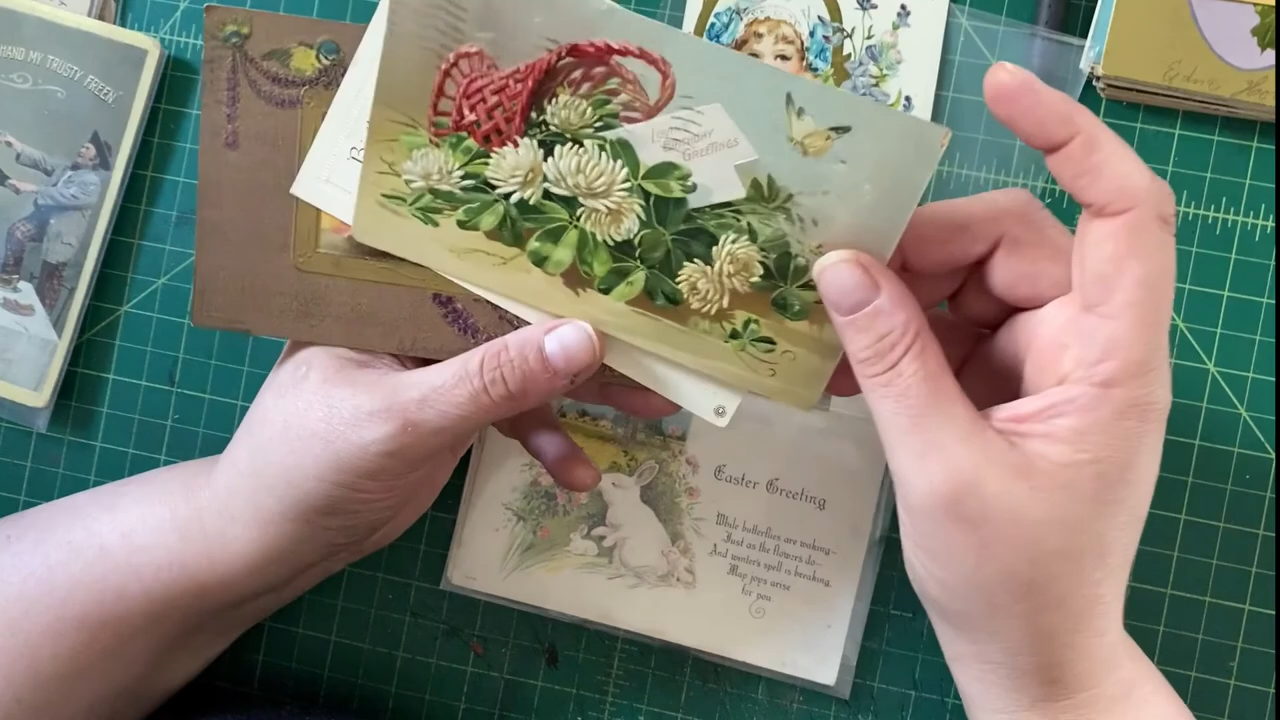 HAND MY TRUSTY FREEN,
BIRTHDAY
GREETINGS
Easter Greeting
While butterflies are waking—
Just as the flowers do—
And winter's spell is breaking,
May joys arise
for you